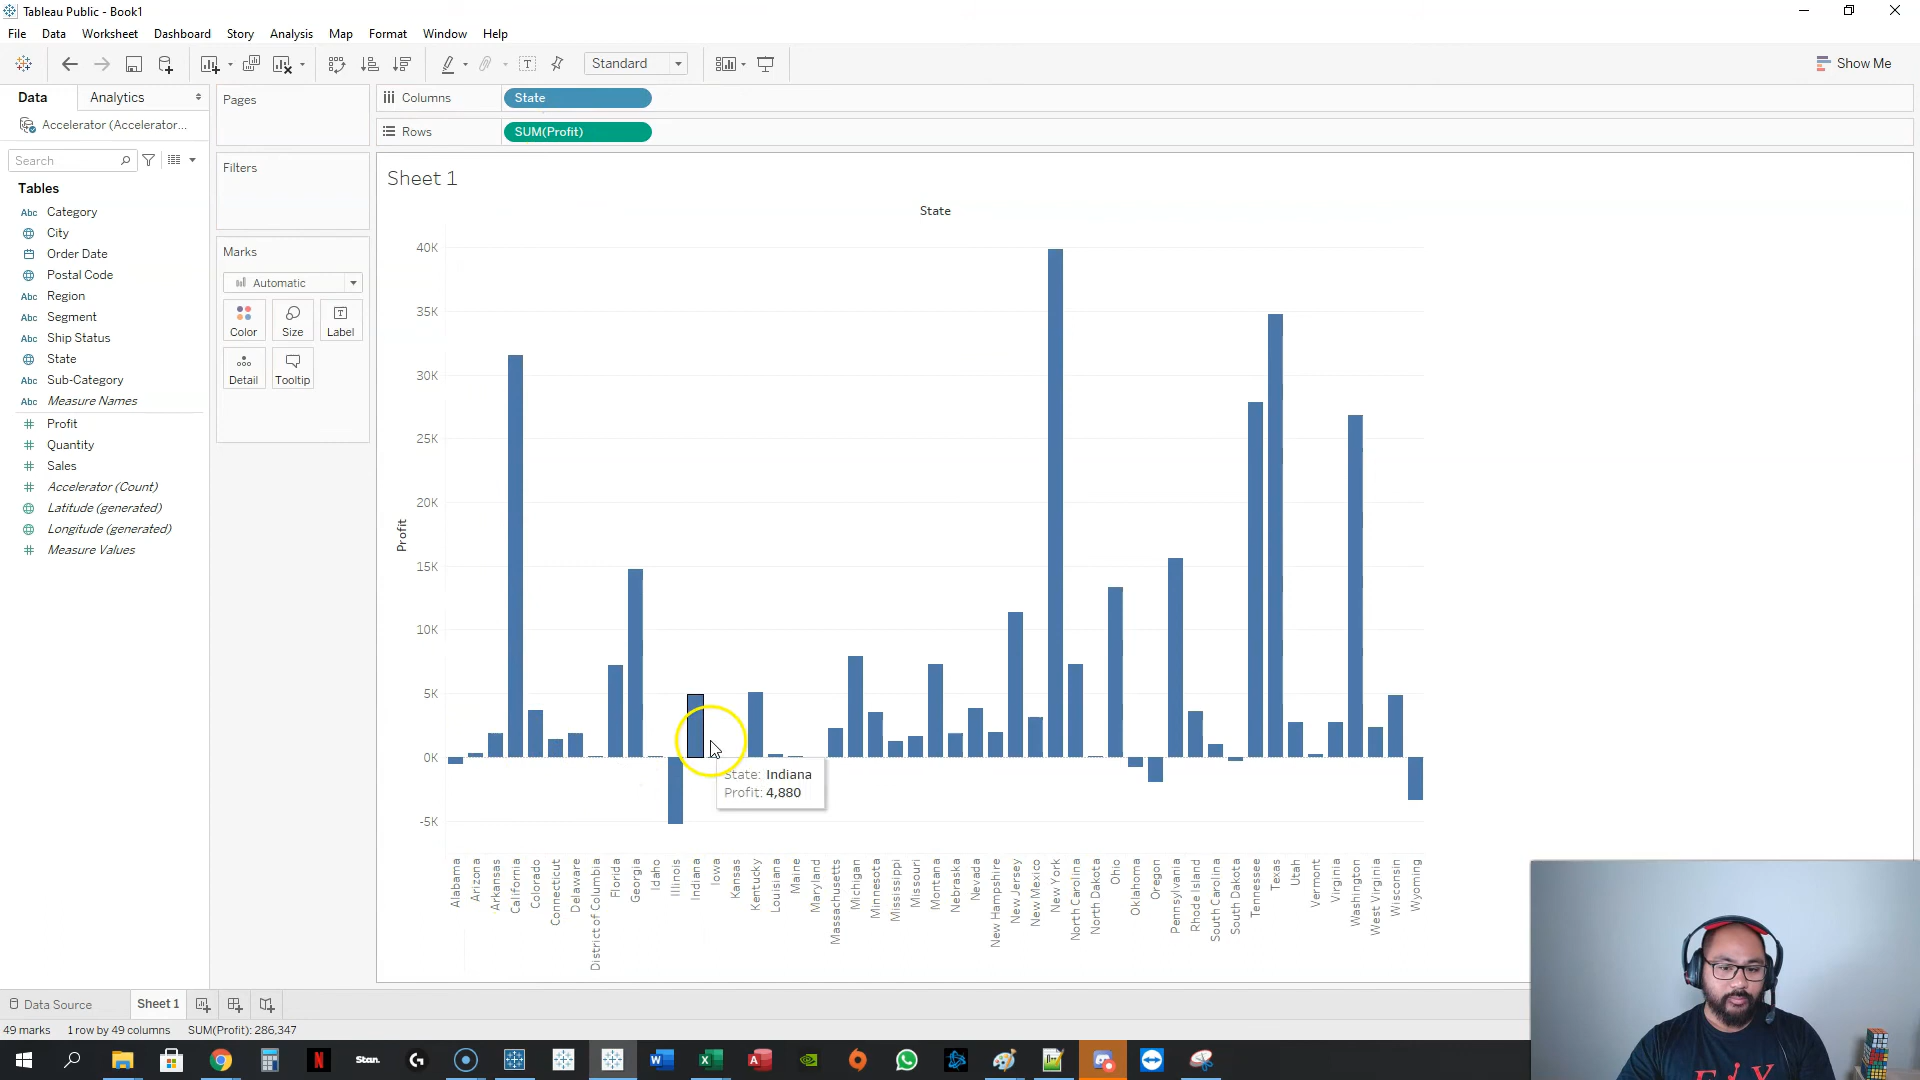 Tableau Public - Book1
File Data Worksheet Dashboard Story Analysis Map Format Window Help
Standard
Show Me
Data Analytics
Pages
Columns State
Accelerator (Accelerator...
Rows SUM(Profit)
Search
Filters
Sheet 1
Tables
Category
City
Order Date
Postal Code
Region
Segment
Ship Status
State
Sub-Category
Measure Names
Profit
Quantity
Sales
Accelerator (Count)
Latitude (generated)
Longitude (generated)
Measure Values
Abc
Abc
Abc
Abc
Abc
Abc
Marks
Automatic
Color Size Label
Detail Tooltip
State
40K
35K
30K
25K
20K
15K
10K
5K
0K
-5K
Profit
State: Indiana
Profit: 4,880
Alabama
Arizona
Arkansas
California
Colorado
Connecticut
Delaware
District of Columbia
Florida
Georgia
Idaho
Illinois
Indiana
Iowa
Kansas
Kentucky
Louisiana
Maine
Maryland
Massachusetts
Michigan
Minnesota
Mississippi
Missouri
Montana
Nebraska
Nevada
New Hampshire
New Jersey
New Mexico
New York
North Carolina
North Dakota
Ohio
Oklahoma
Oregon
Pennsylvania
Rhode Island
South Carolina
South Dakota
Tennessee
Texas
Utah
Vermont
Virginia
Washington
West Virginia
Wisconsin
Wyoming
Data Source Sheet 1
49 marks 1 row by 49 columns SUM(Profit): 286,347
Stan.